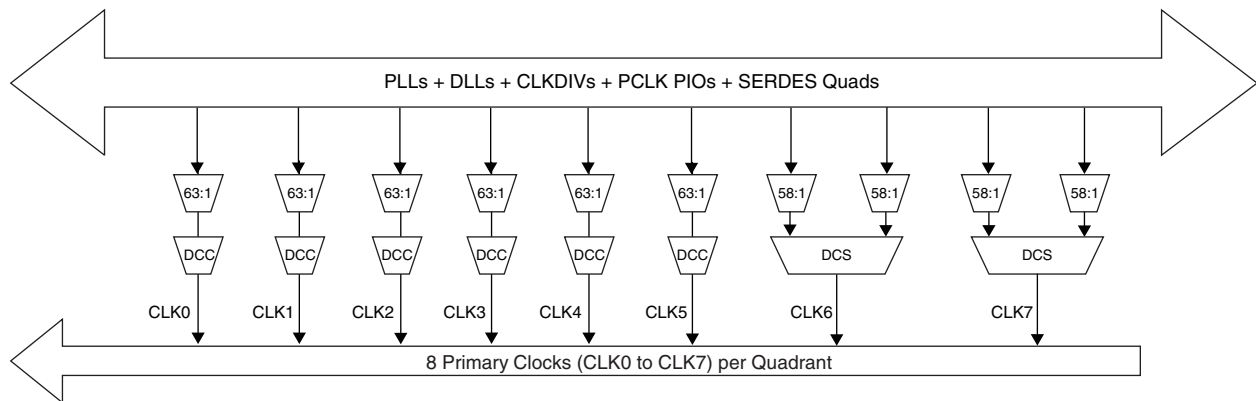 PLLs + DLLs + CLKDIVs + PCLK PIOs + SERDES Quads
63:1 63:1 63:1 63:1 63:1 63:1 58:1 58:1 58:1 58:1
DCC DCC DCC DCC DCC DCC DCS DCS
CLK0 CLK1 CLK2 CLK3 CLK4 CLK5 CLK6 CLK7
8 Primary Clocks (CLK0 to CLK7) per Quadrant